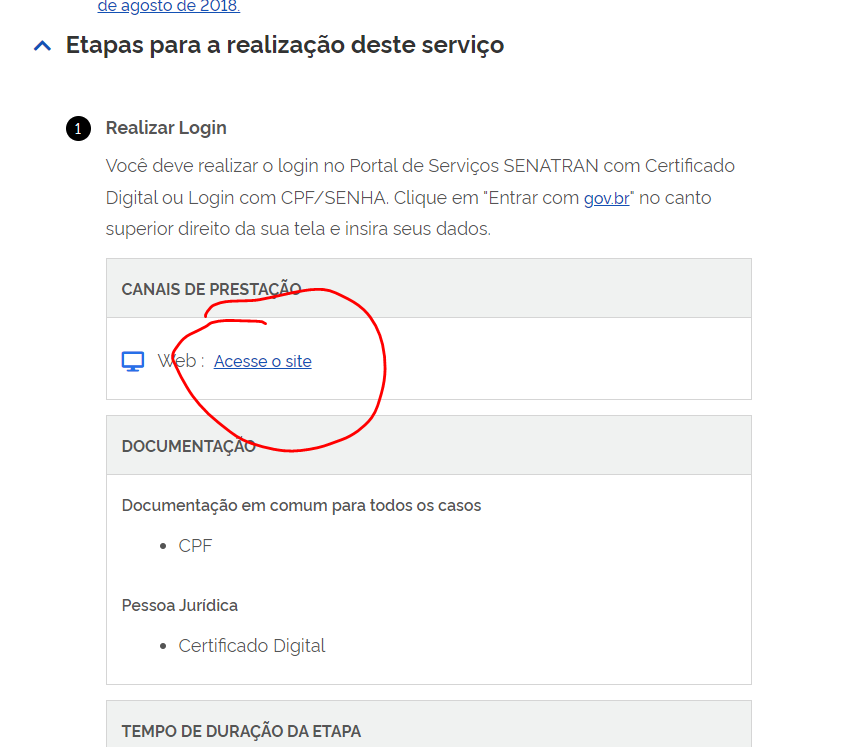 de agosto de 2018.
Etapas para a realização deste serviço
1 Realizar Login
Você deve realizar o login no Portal de Serviços SENATRAN com Certificado
Digital ou Login com CPF/SENHA. Clique em "Entrar com gov.br" no canto
superior direito da sua tela e insira seus dados.
CANAIS DE PRESTAÇÃO
Web : Acesse o site
DOCUMENTAÇÃO
Documentação em comum para todos os casos
• CPF
Pessoa Jurídica
• Certificado Digital
TEMPO DE DURAÇÃO DA ETAPA